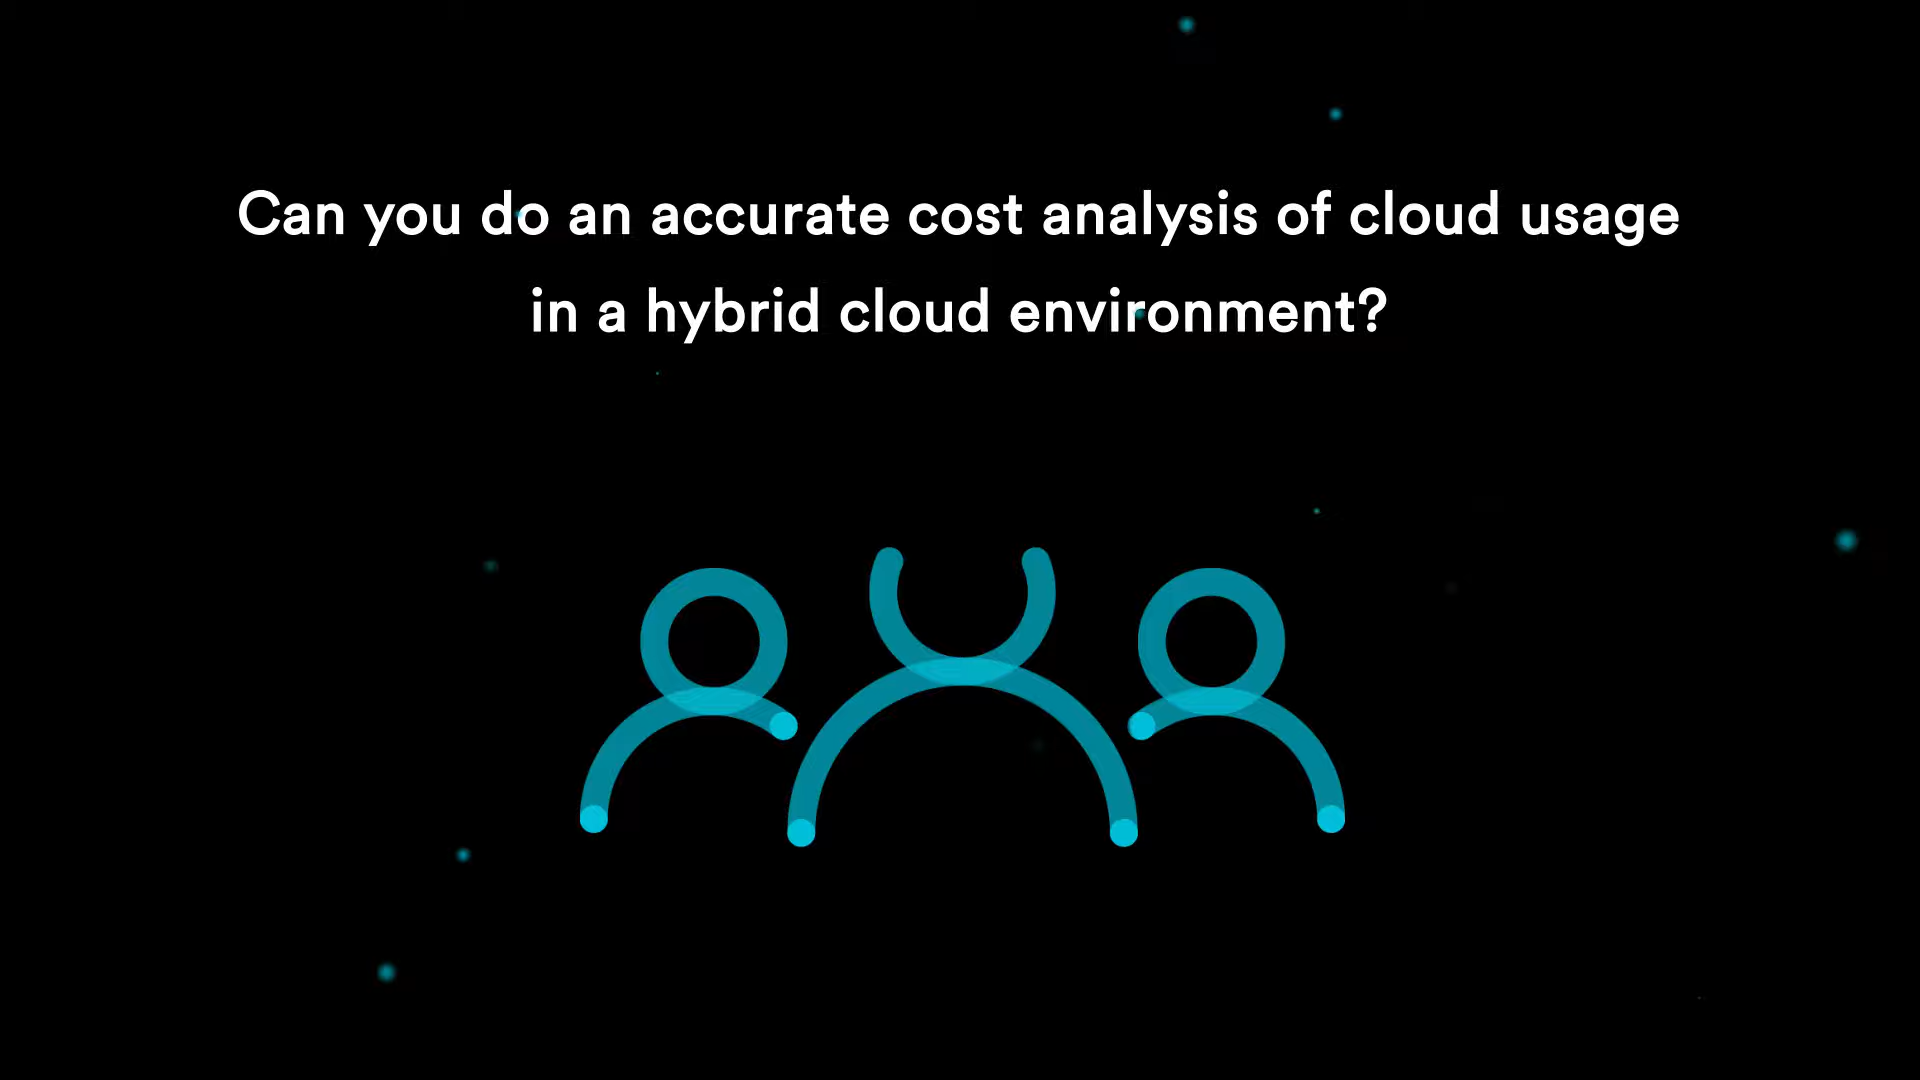 Can you do an accurate cost analysis of cloud usage
in a hybrid cloud environment?